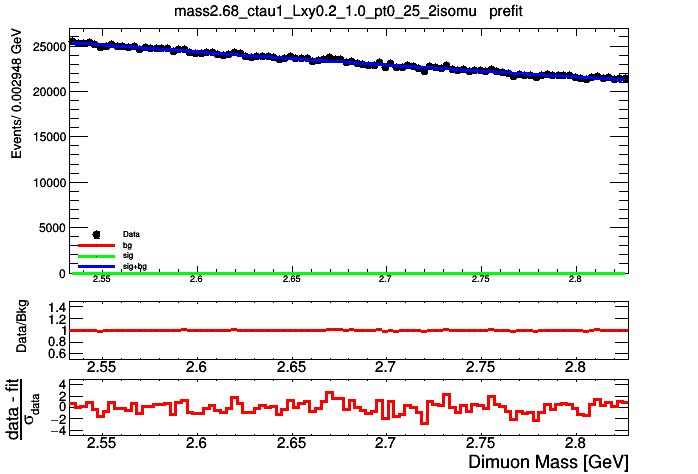 mass2.68_ctau1_Lxy0.2_1.0_pt0_25_2isomu prefit
Events/ 0.002948 GeV
25000
20000
15000
10000
5000
0
Data
bg
sig
sig+bg
2.55 2.6 2.65 2.7 2.75 2.8
Data/Bkg
1.4
1.2
1
0.8
0.6
2.55 2.6 2.65 2.7 2.75 2.8
data - fit
σdata
4
2
0
−2
−4
2.55 2.6 2.65 2.7 2.75 2.8
Dimuon Mass [GeV]